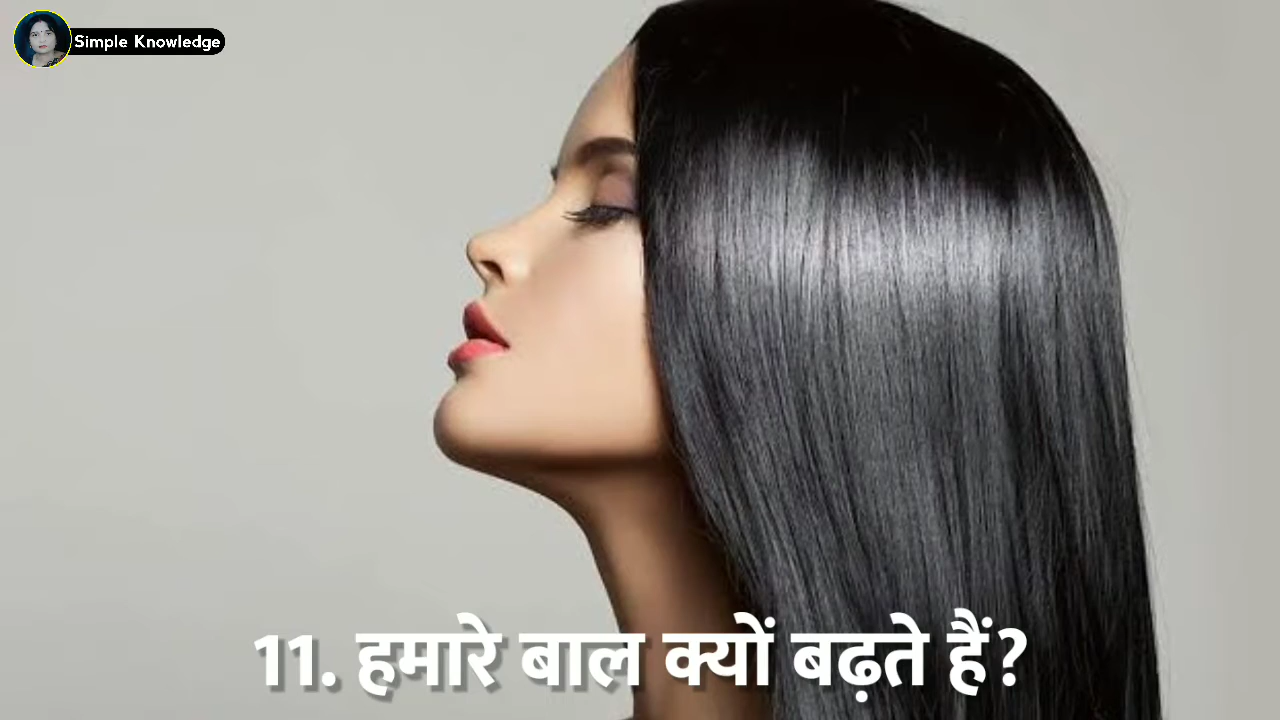 Simple Knowledge
11. हमारे बाल क्यों बढ़ते हैं?